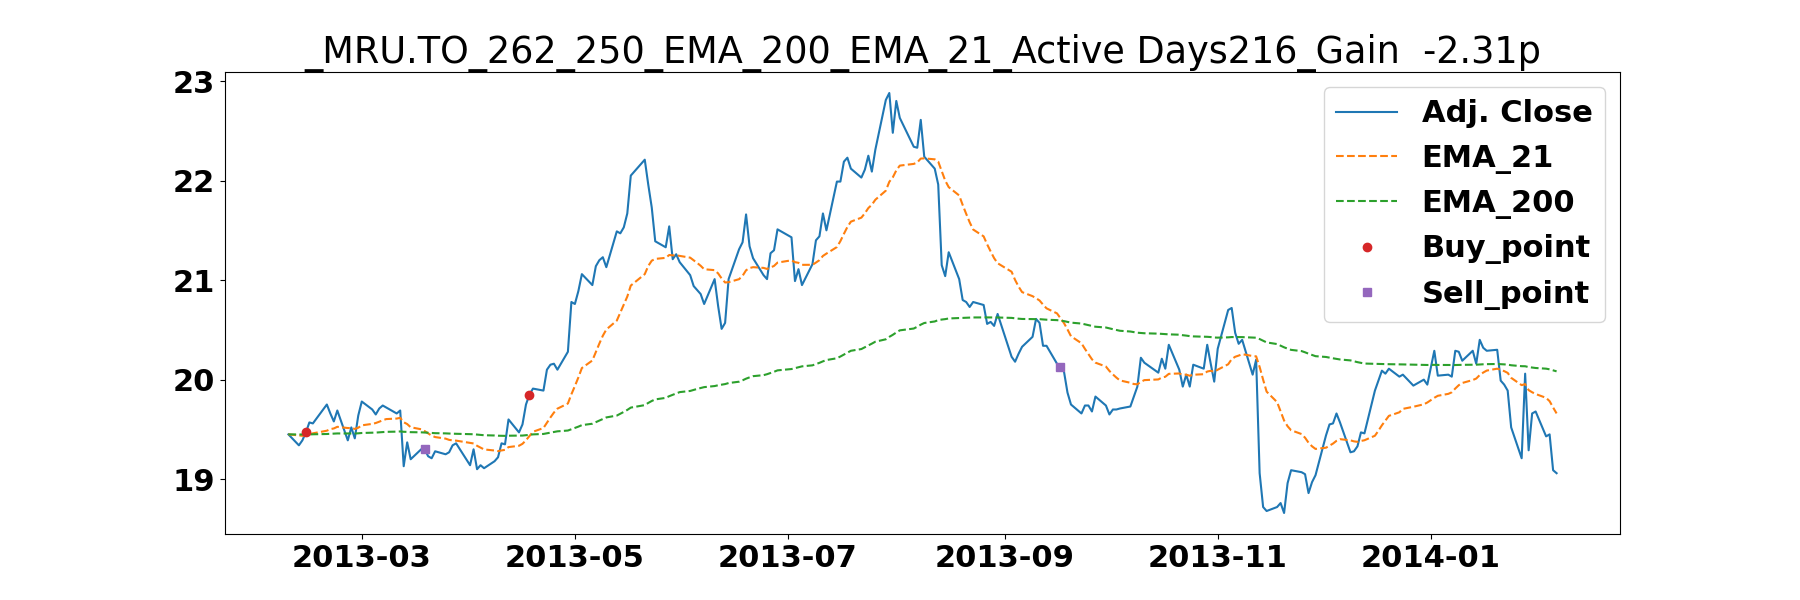 _MRU.TO_262_250_EMA_200_EMA_21_Active Days216_Gain  -2.31p
23
22
21
20
19
Adj. Close
EMA_21
EMA_200
Buy_point
Sell_point
2013-03 2013-05 2013-07 2013-09 2013-11 2014-01